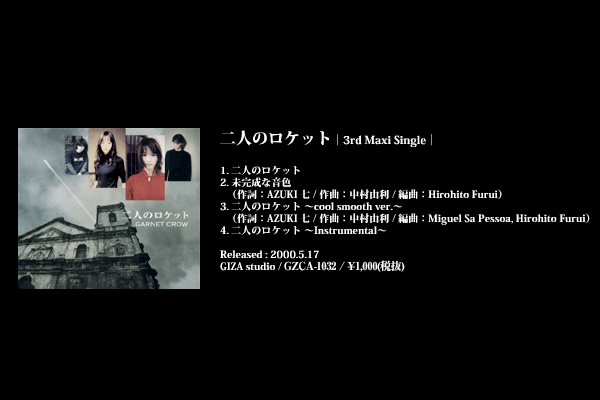 二人のロケット
GARNET CROW
二人のロケット｜3rd Maxi Single｜
1. 二人のロケット
2. 未完成な音色
（作詞：AZUKI 七 / 作曲：中村由利 / 編曲：Hirohito Furui）
3. 二人のロケット ～cool smooth ver.～
（作詞：AZUKI 七 / 作曲：中村由利 / 編曲：Miguel Sa Pessoa, Hirohito Furui）
4. 二人のロケット ～Instrumental～
Released : 2000.5.17
GIZA studio / GZCA-1032 / ￥1,000(税抜)